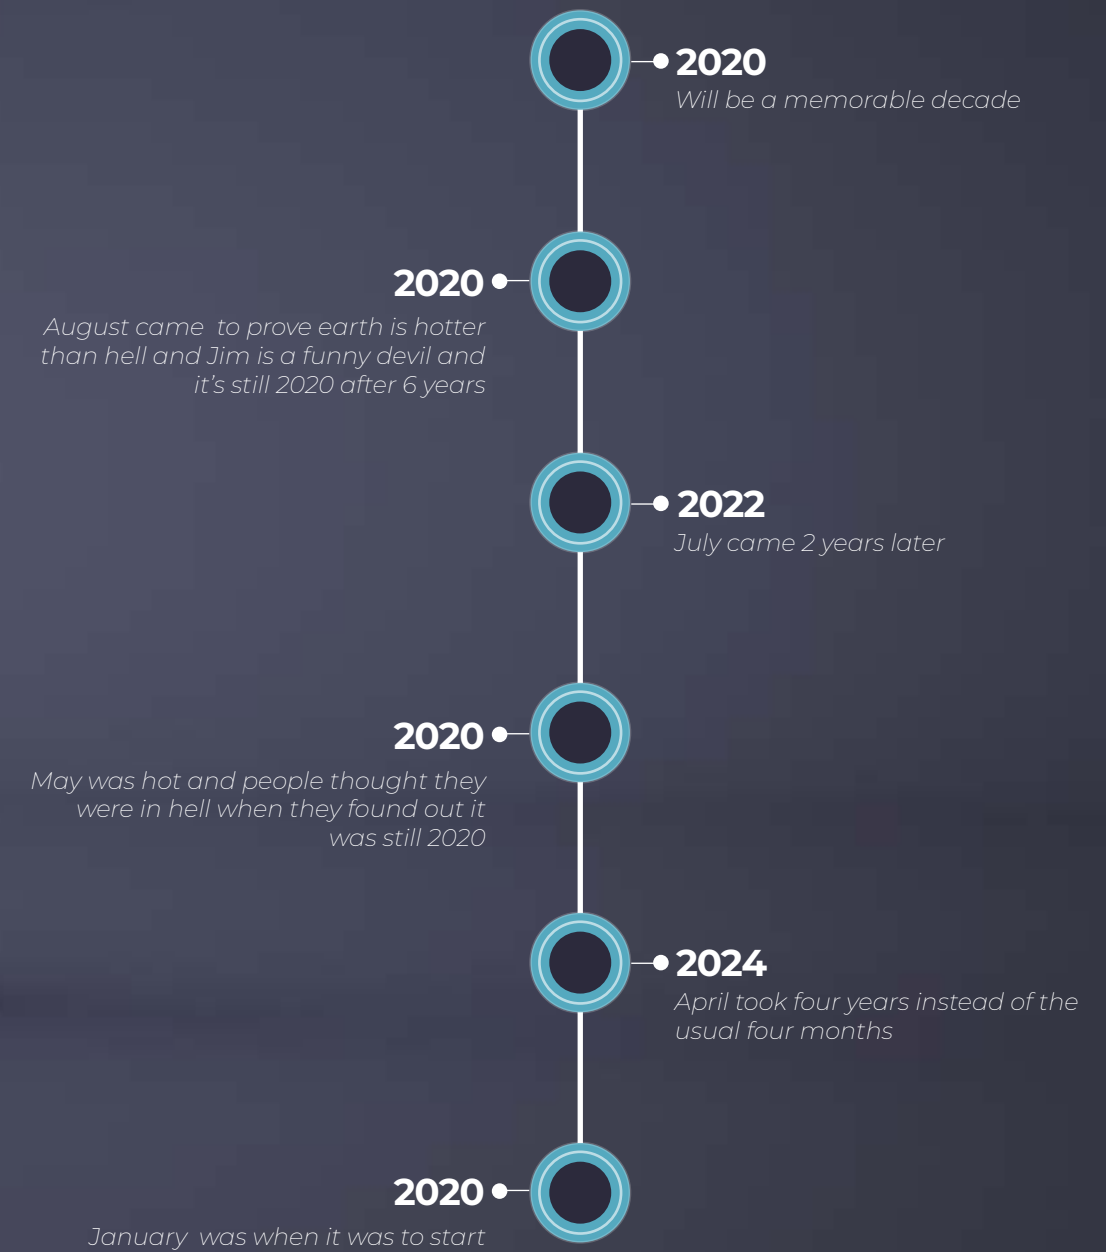 2020
Will be a memorable decade
2020
August came  to prove earth is hotter
than hell and Jim is a funny devil and
it's still 2020 after 6 years
2022
July came 2 years later
2020
May was hot and people thought they
were in hell when they found out it
was still 2020
2024
April took four years instead of the
usual four months
2020
January  was when it was to start